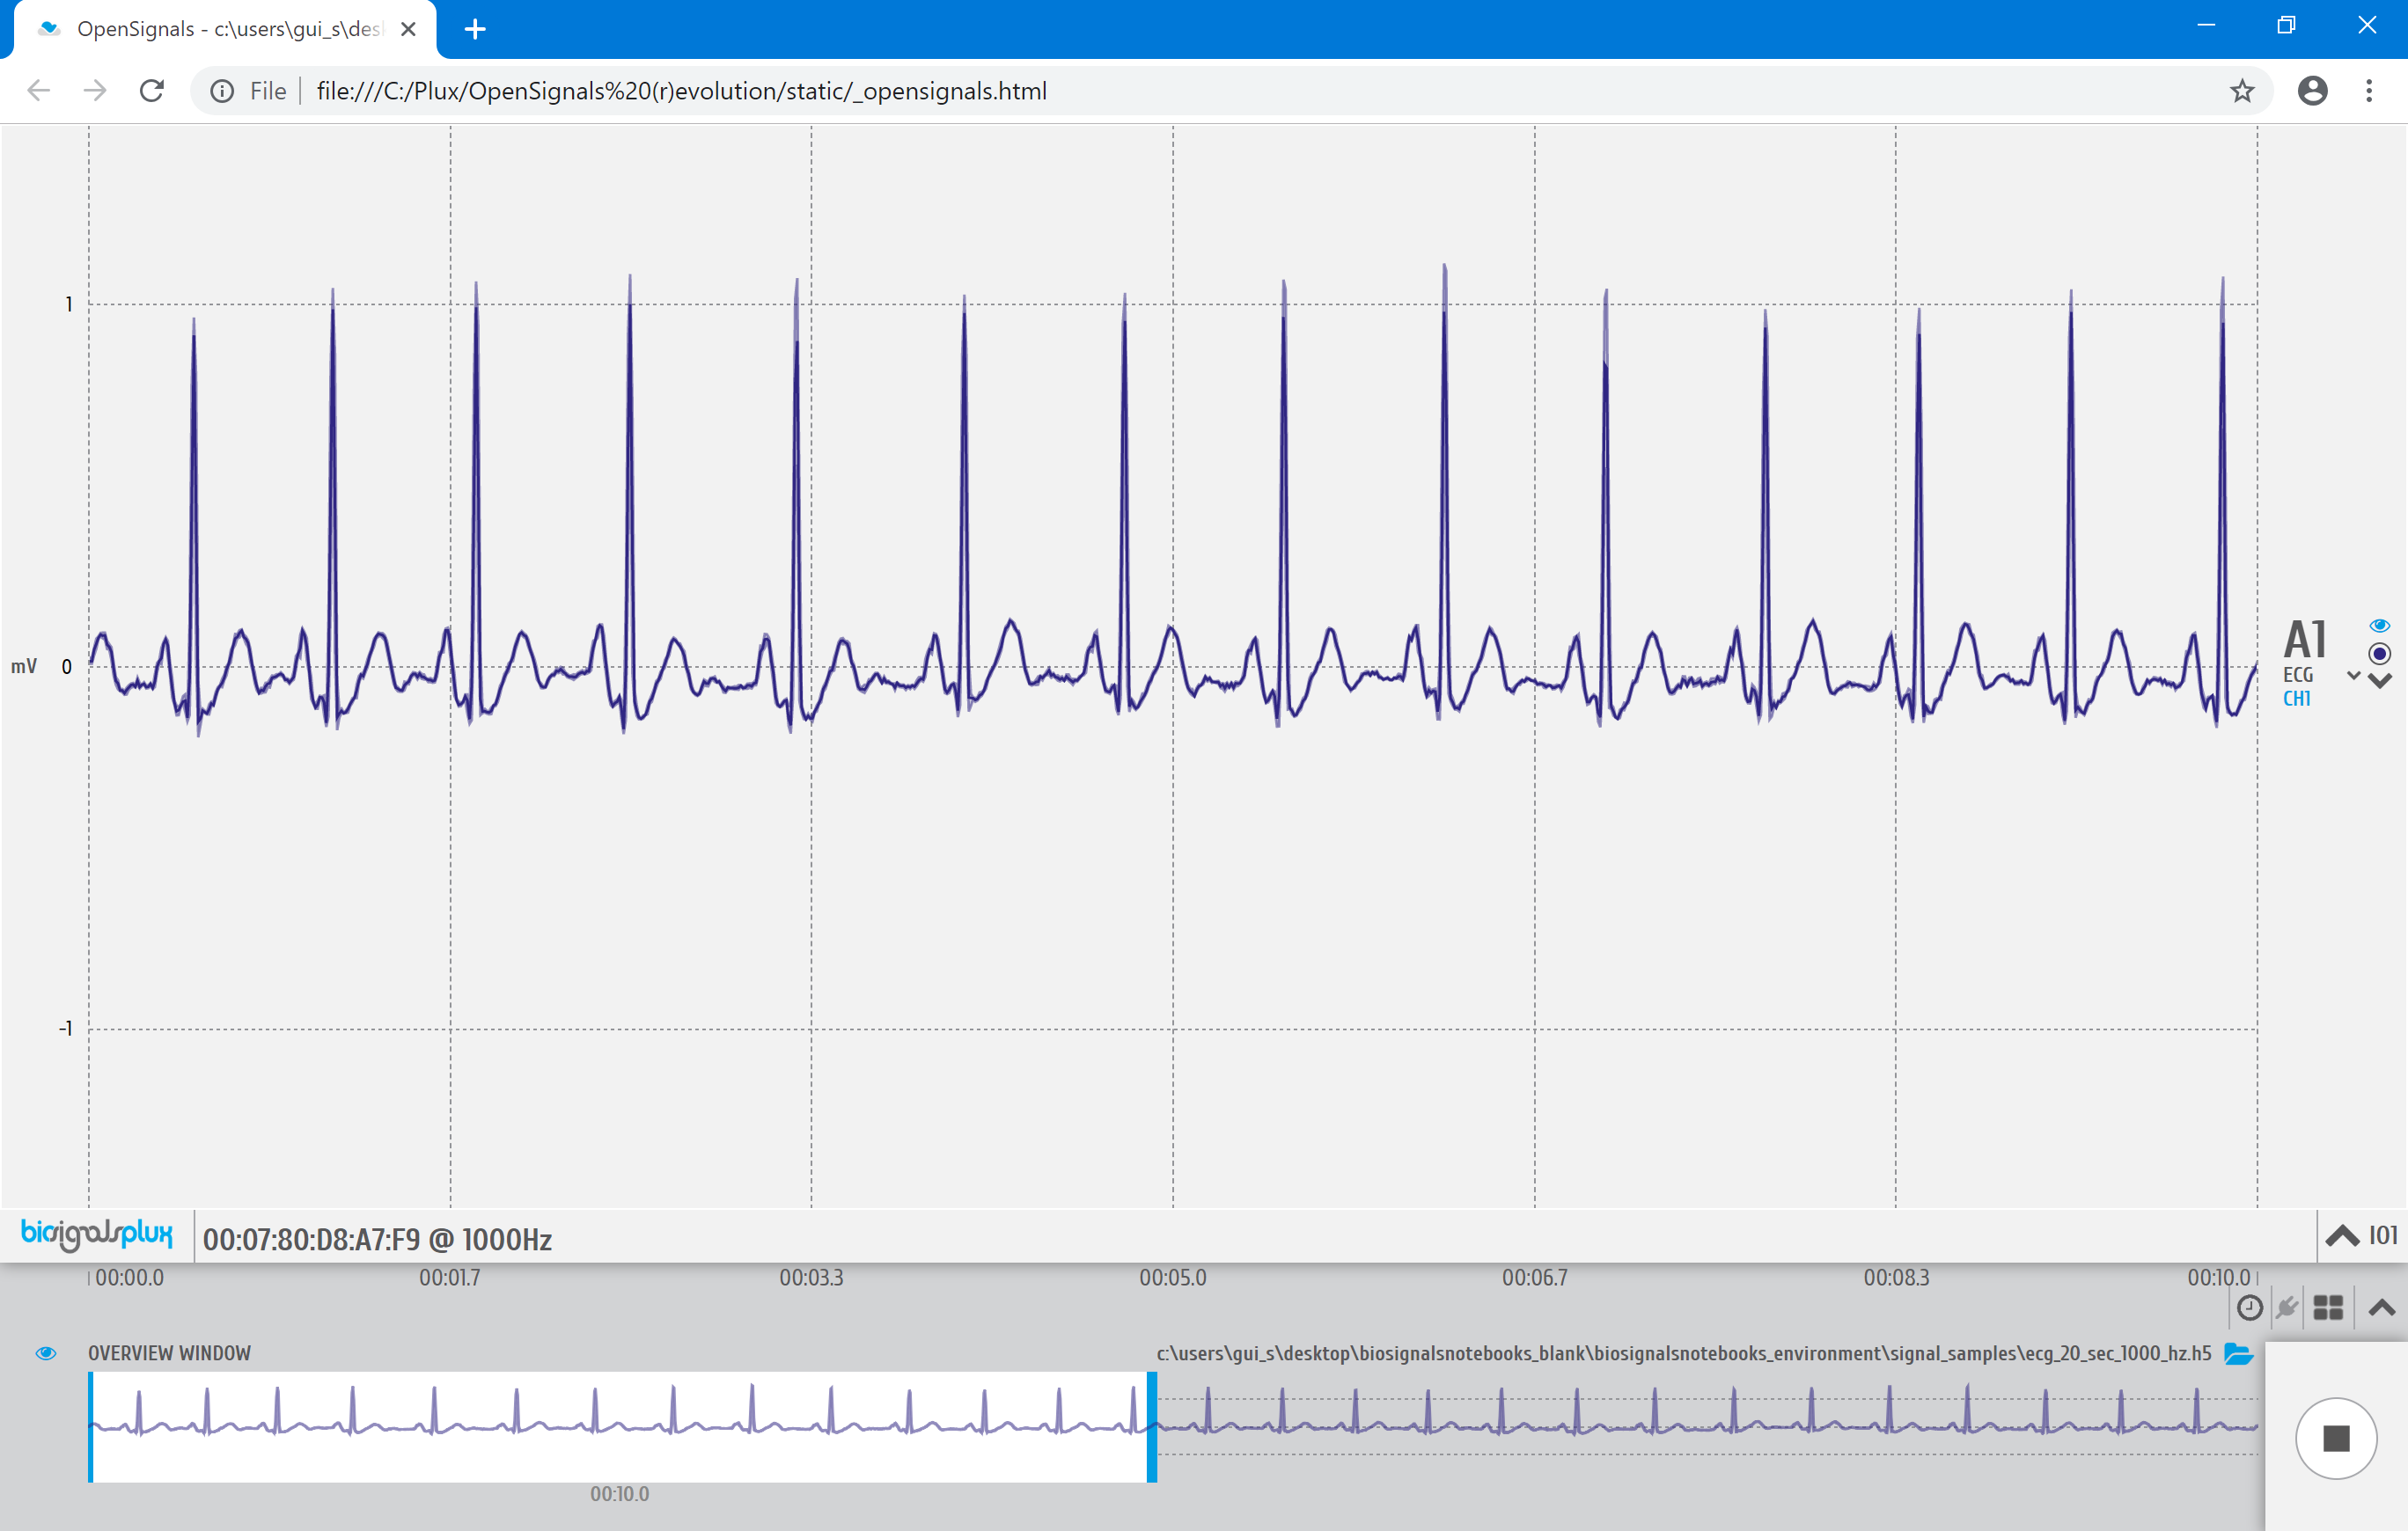 OpenSignals - c:\users\gui_s\des
File file:///C:/Plux/OpenSignals%20(r)evolution/static/_opensignals.html
1
mV 0
-1
A1
ECG
CH1
biosignalsplux 00:07:80:D8:A7:F9 @ 1000Hz I01
00:00.0 00:01.7 00:03.3 00:05.0 00:06.7 00:08.3 00:10.0
OVERVIEW WINDOW c:\users\gui_s\desktop\biosignalsnotebooks_blank\biosignalsnotebooks_environment\signal_samples\ecg_20_sec_1000_hz.h5
00:10.0